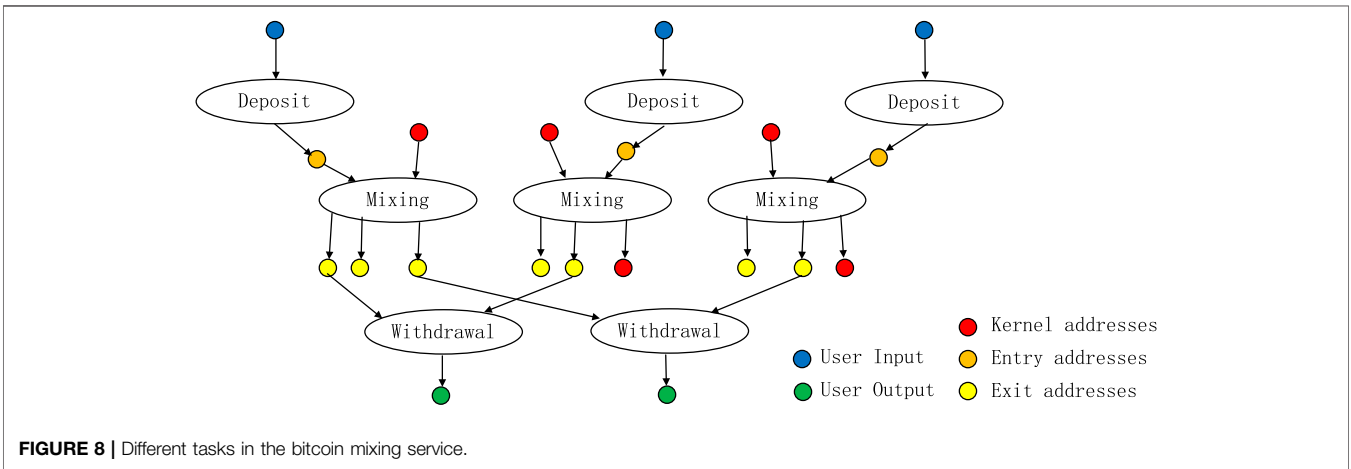 Deposit
Deposit
Deposit
Mixing
Mixing
Mixing
Withdrawal
Withdrawal
Kernel addresses
User Input
Entry addresses
User Output
Exit addresses
FIGURE 8 | Different tasks in the bitcoin mixing service.